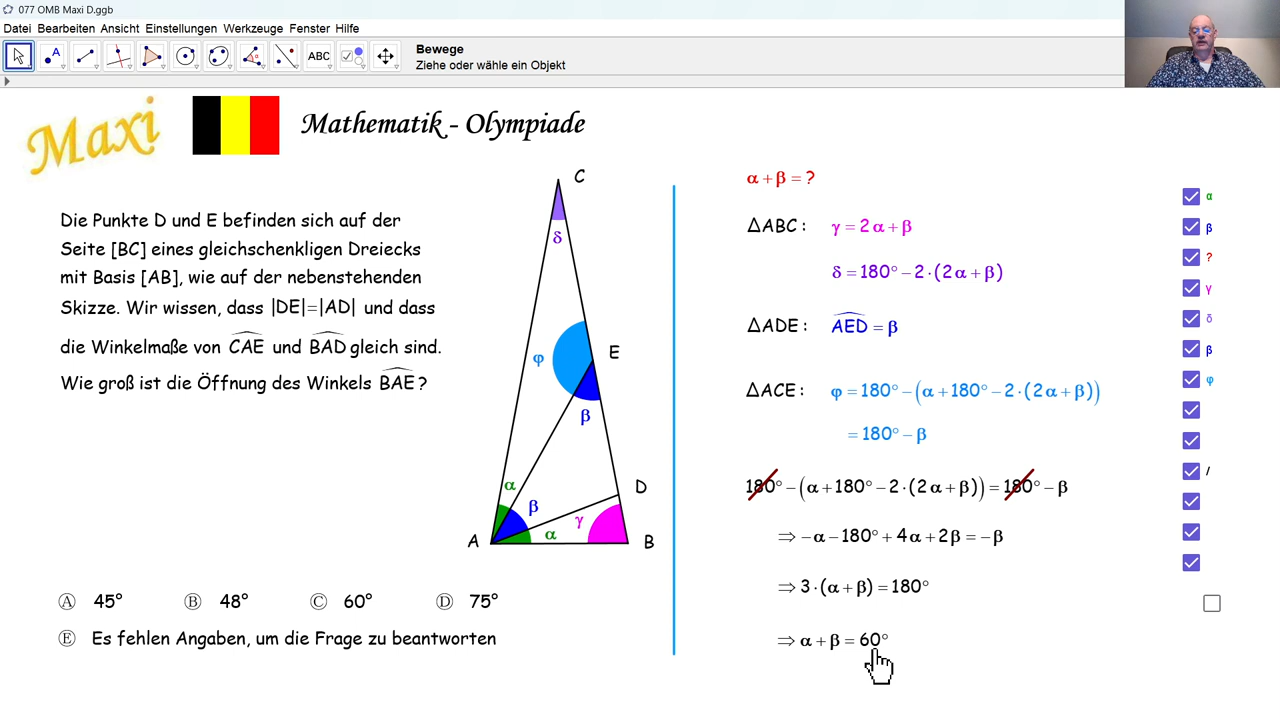 077 OMB Maxi D.ggb
Datei Bearbeiten Ansicht Einstellungen Werkzeuge Fenster Hilfe
A
ABC
Bewege
Ziehe oder wähle ein Objekt
Maxi
Mathematik - Olympiade
Die Punkte D und E befinden sich auf der
Seite [BC] eines gleichschenkligen Dreiecks
mit Basis [AB], wie auf der nebenstehenden
Skizze. Wir wissen, dass |DE|=|AD| und dass
die Winkelmaße von CAE und BAD gleich sind.
Wie groß ist die Öffnung des Winkels BAE?
C
δ
φ
E
β
α
β
D
γ
A
α
B
Ⓐ 45° Ⓑ 48° Ⓒ 60° Ⓓ 75°
Ⓔ Es fehlen Angaben, um die Frage zu beantworten
α + β = ?
ΔABC: γ = 2α + β
δ = 180° − 2·(2α + β)
ΔADE: AED = β
ΔACE: φ = 180° − (α + 180° − 2·(2α + β))
= 180° − β
180° − (α + 180° − 2·(2α + β)) = 180° − β
⇒ −α − 180° + 4α + 2β = −β
⇒ 3·(α + β) = 180°
⇒ α + β = 60°
α
β
?
γ
δ
β
φ
/